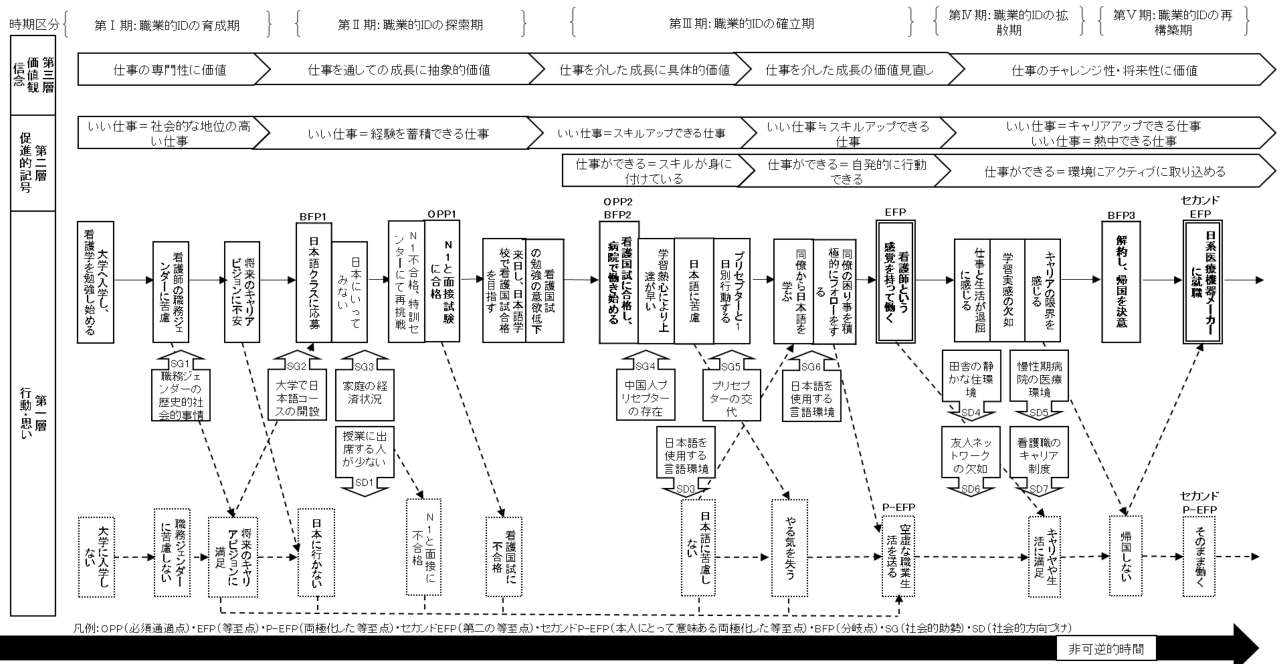 時期区分
第Ⅰ期：職業的IDの育成期
第Ⅱ期：職業的IDの探索期
第Ⅲ期：職業的IDの確立期
第Ⅳ期：職業的IDの拡
散期
第Ⅴ期：職業的IDの再
構築期
第三層
価値観
信念
仕事の専門性に価値
仕事を通しての成長に抽象的価値
仕事を介した成長に具体的価値
仕事を介した成長の価値見直し
仕事のチャレンジ性・将来性に価値
第二層
促進的記号
いい仕事＝社会的な地位の高
い仕事
いい仕事＝経験を蓄積できる仕事
いい仕事＝スキルアップできる仕事
いい仕事≒スキルアップできる
仕事
いい仕事＝キャリアアップできる仕事
いい仕事＝熱中できる仕事
仕事ができる＝スキルが身に
付けている
仕事ができる＝自発的に行動
できる
仕事ができる＝環境にアクティブに取り込める
第一層
行動・思い
大学へ入学し、
看護学を勉強し始める
看護師の職務ジェ
ンダーに苦慮
将来のキャリア
ビジョンに不安
BFP1
日本語クラスに応募
日本にいって
みない
N1不合格、特訓セ
ンターにて再挑戦
OPP1
N1と面接試験
に合格
来日し、日本語学
校で看護国試合格
を目指す
看護国試
の勉強の意欲低下
OPP2
BFP2
看護国試に合格し、
病院で働き始める
学習熱心により上
達が早い
日本語に苦慮
プリセプターと1
日別行動する
同僚から日本語を
学ぶ
同僚の困り事を積
極的にフォローをす
る
EFP
看護師という
感覚を持って働く
仕事と生活が退屈
に感じる
学習実感の欠如
キャリアの限界を
感じる
BFP3
解約し、帰国を決意
セカンド
EFP
日系医療機器メーカー
に就職
SG1
職務ジェン
ダーの
歴史的社
会的事情
SG2
大学で日
本語コー
スの開設
SG3
家庭の経
済状況
授業に出
席する人
が少ない
SD1
SG4
中国人プ
リセプター
の存在
SG5
プリセプ
ターの交
代
SG6
日本語を
使用する
言語環境
日本語を
使用する
言語環境
SD3
田舎の静
かな住環
境
SD4
慢性期病
院の医療
環境
SD5
友人ネッ
トワーク
の欠如
SD6
看護職の
キャリア
制度
SD7
大学に入学し
ない
職務ジェンダー
に苦慮しない
将来のキャリ
アビジョンに
満足
日本に行かない
N1と面接に
不合格
看護国試に
不合格
日本語に苦慮し
ない
やる気を失う
P-EFP
空虚な職業生
活を送る
キャリヤや生
活に満足
帰国しない
セカンド
P-EFP
そのまま働く
凡例：OPP（必須通過点）・EFP（等至点）・P-EFP（両極化した等至点）・セカンドEFP（第二の等至点）・セカンドP-EFP（本人にとって意味ある両極化した等至点）・BFP（分岐点）・SG（社会的助勢）・SD（社会的方向づけ）
非可逆的時間